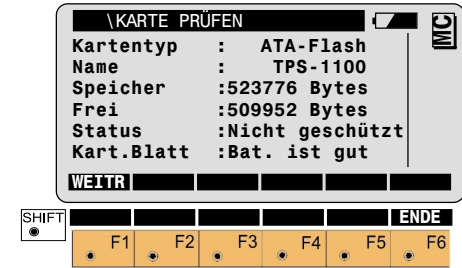 \KARTE PRÜFEN
MC
Kartentyp : ATA-Flash
Name : TPS-1100
Speicher :523776 Bytes
Frei :509952 Bytes
Status :Nicht geschützt
Kart.Blatt :Bat. ist gut
WEITR
SHIFT
ENDE
F1 F2 F3 F4 F5 F6